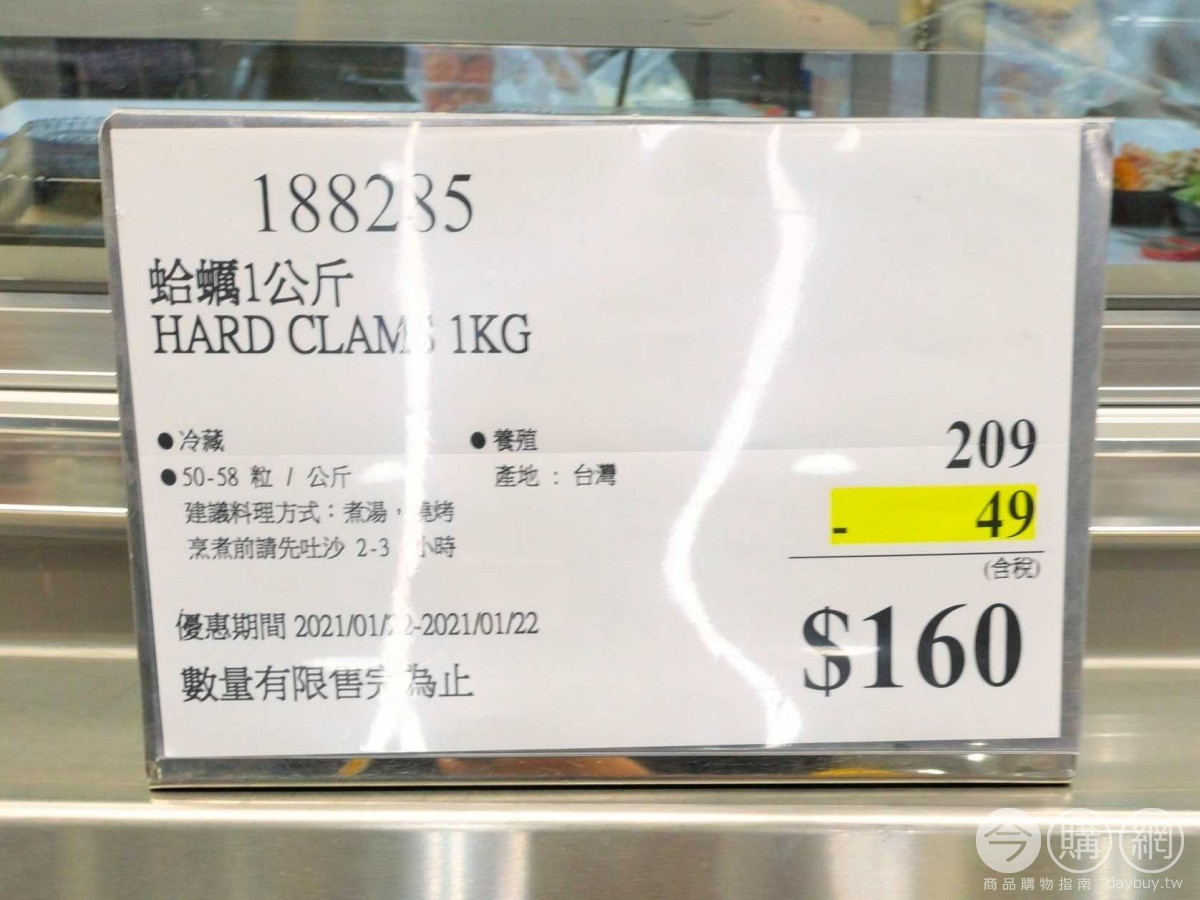 188285
蛤蠣1公斤
HARD CLAMS 1KG
●冷藏
●50-58 粒 / 公斤
建議料理方式：煮湯，燒烤
烹煮前請先吐沙 2-3 小時
●養殖
產地：台灣
209
- 49
(含稅)
$160
優惠期間 2021/01/22-2021/01/22
數量有限售完為止
今購網
商品購物指南 daybuy.tw